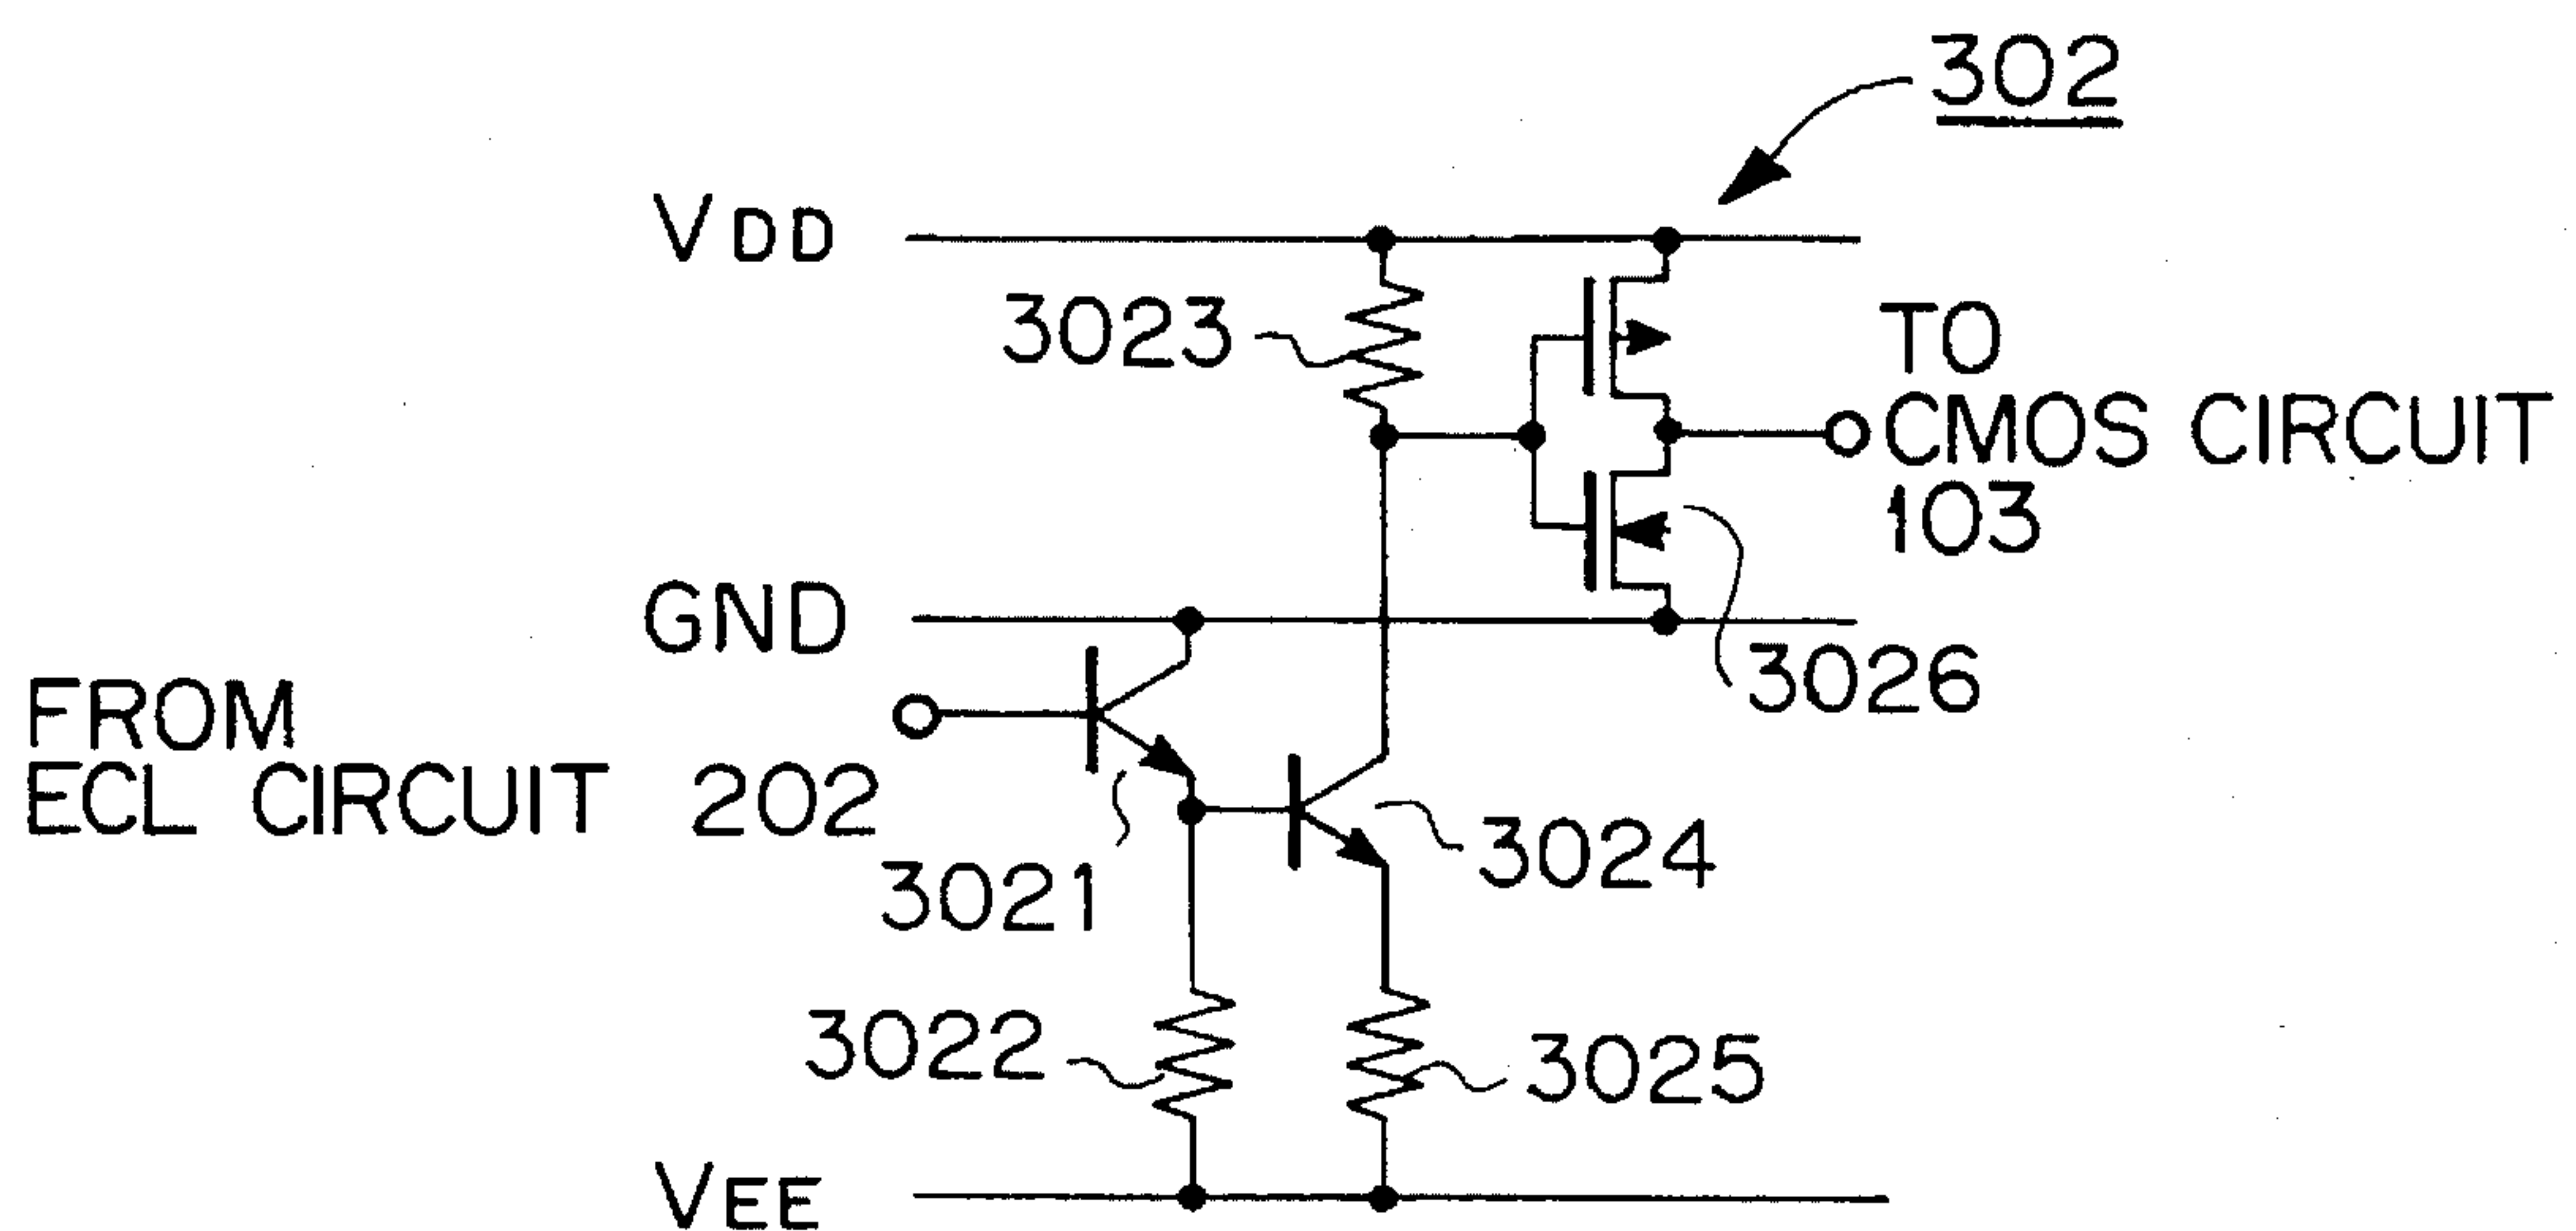 302
VDD
3023
TO
CMOS CIRCUIT
103
GND
3026
FROM
ECL CIRCUIT 202
3021
3024
3022
3025
VEE